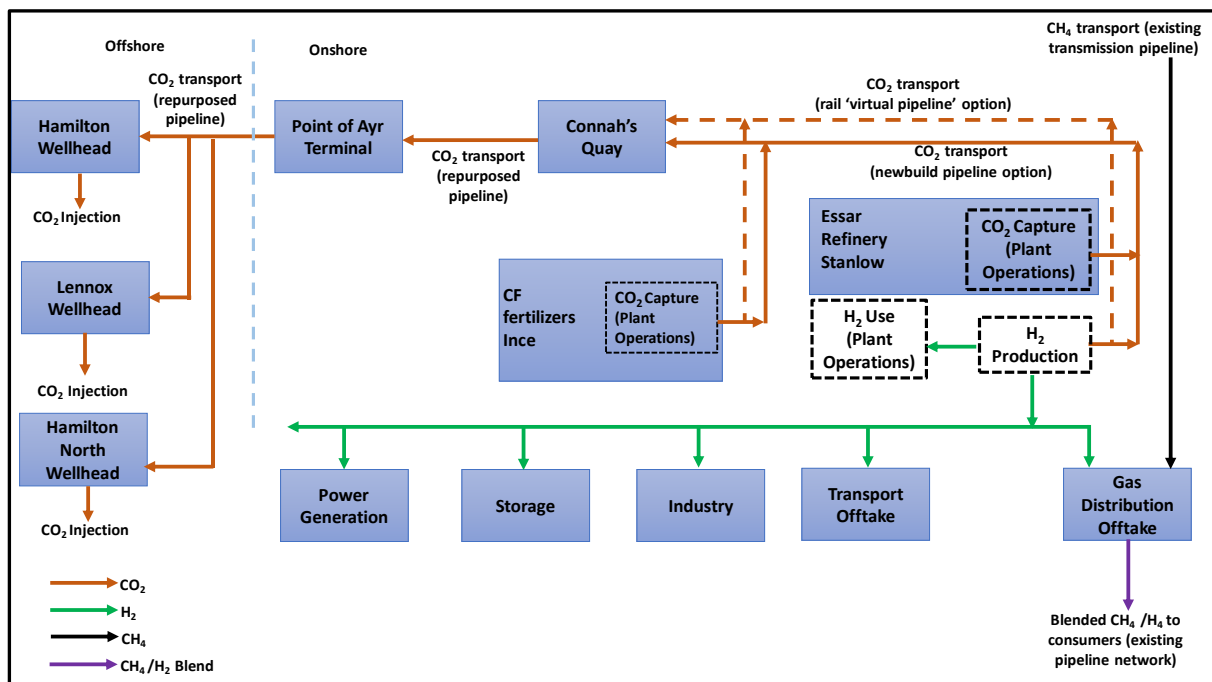 Offshore
Onshore
CH₄ transport (existing
transmission pipeline)
CO₂ transport
(repurposed
pipeline)
CO₂ transport
(rail ‘virtual pipeline’ option)
Hamilton
Wellhead
Point of Ayr
Terminal
Connah’s
Quay
CO₂ transport
(repurposed
pipeline)
CO₂ transport
(newbuild pipeline option)
CO₂ Injection
Essar
Refinery
Stanlow
CO₂ Capture
(Plant
Operations)
Lennox
Wellhead
CF
fertilizers
Ince
CO₂ Capture
(Plant
Operations)
H₂ Use
(Plant
Operations)
H₂
Production
CO₂ Injection
Hamilton
North
Wellhead
Power
Generation
Storage
Industry
Transport
Offtake
Gas
Distribution
Offtake
CO₂ Injection
CO₂
H₂
CH₄
CH₄/H₂ Blend
Blended CH₄ /H₄ to
consumers (existing
pipeline network)